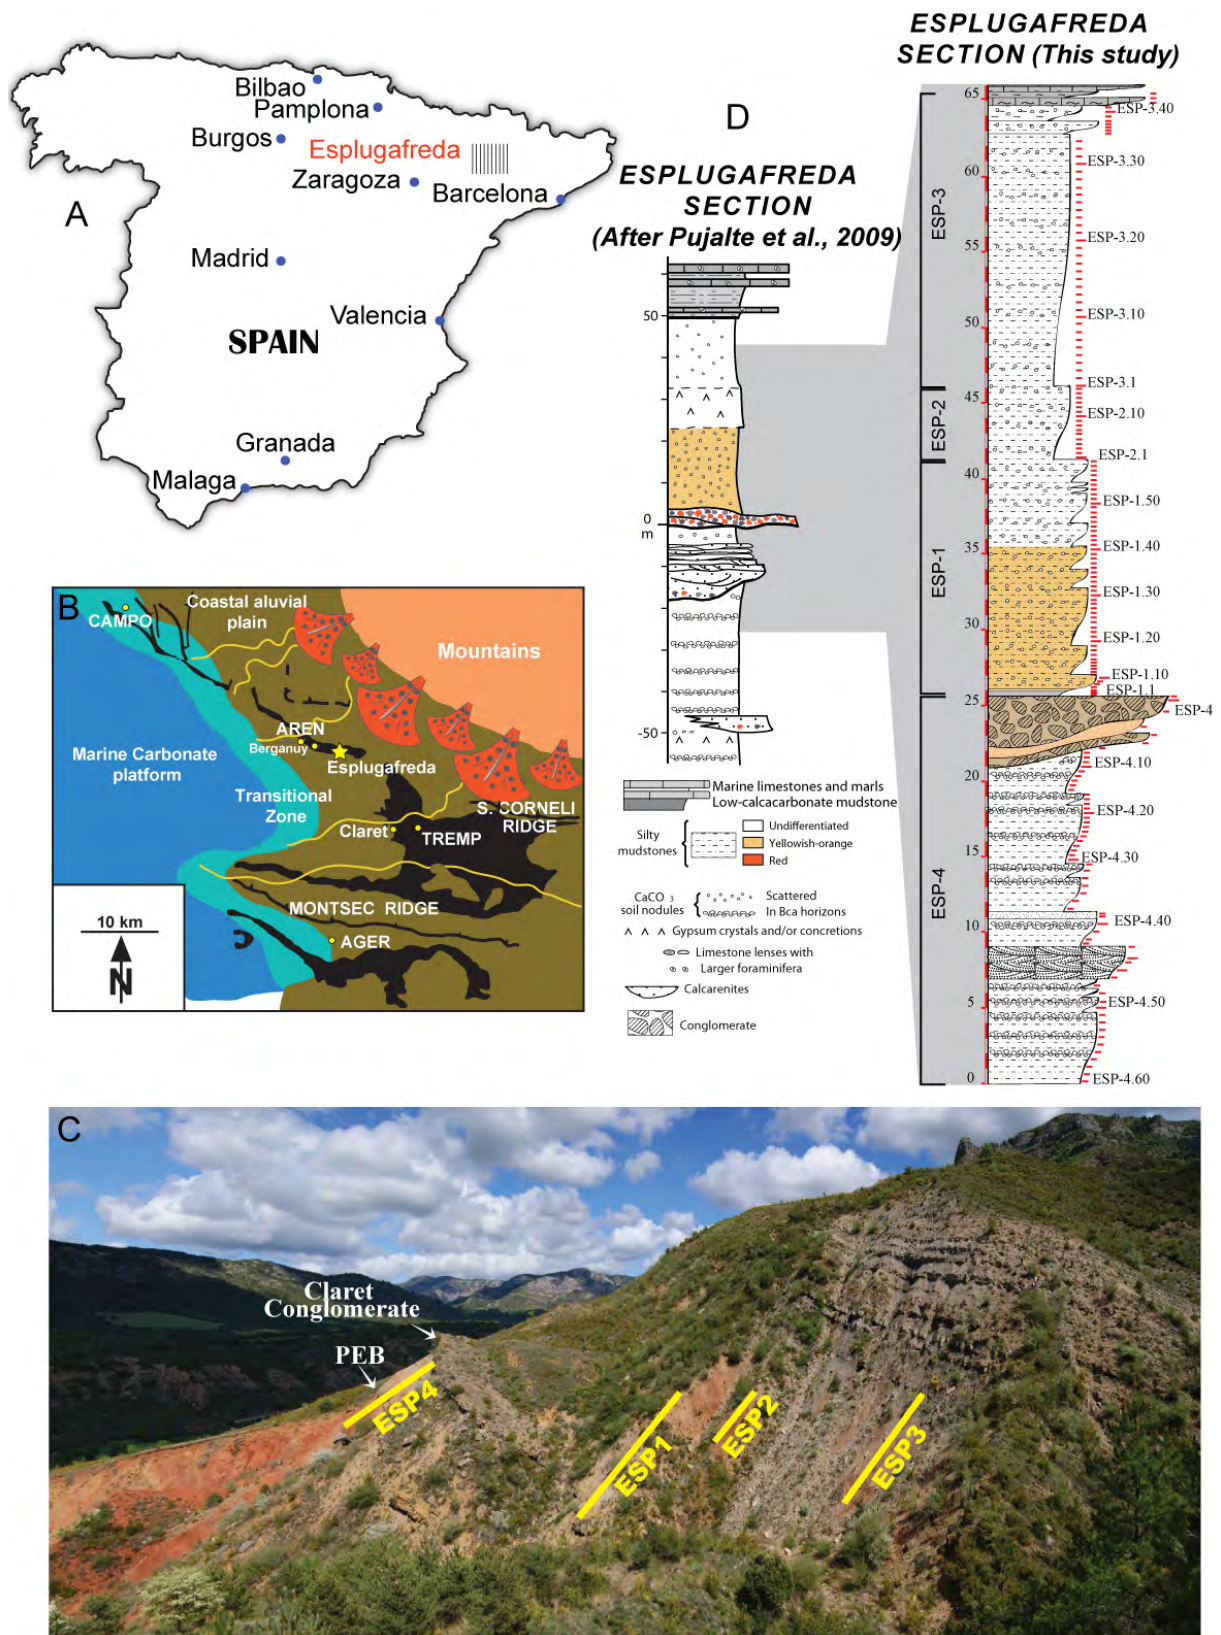 A
Bilbao
Pamplona
Burgos
Esplugafreda
Zaragoza
Barcelona
Madrid
Valencia
SPAIN
Granada
Malaga
B
CAMPO
Coastal aluvial
plain
Mountains
AREN
Berganuy
Esplugafreda
Marine Carbonate
platform
Transitional
Zone
S. CORNELI
RIDGE
Claret
TREMP
MONTSEC RIDGE
AGER
10 km
N
D
ESPLUGAFREDA
SECTION
(After Pujalte et al., 2009)
50
0
m
-50
Marine limestones and marls
Low-calcacarbonate mudstone
Silty
mudstones
Undifferentiated
Yellowish-orange
Red
CaCO 3
soil nodules
Scattered
In Bca horizons
Gypsum crystals and/or concretions
Limestone lenses with
Larger foraminifera
Calcarenites
Conglomerate
ESPLUGAFREDA
SECTION (This study)
ESP-3
ESP-2
ESP-1
ESP-4
65
60
55
50
45
40
35
30
25
20
15
10
5
0
ESP-3.40
ESP-3.30
ESP-3.20
ESP-3.10
ESP-3.1
ESP-2.10
ESP-2.1
ESP-1.50
ESP-1.40
ESP-1.30
ESP-1.20
ESP-1.10
ESP-1.1
ESP-4
ESP-4.10
ESP-4.20
ESP-4.30
ESP-4.40
ESP-4.50
ESP-4.60
C
Claret
Conglomerate
PEB
ESP4
ESP1
ESP2
ESP3